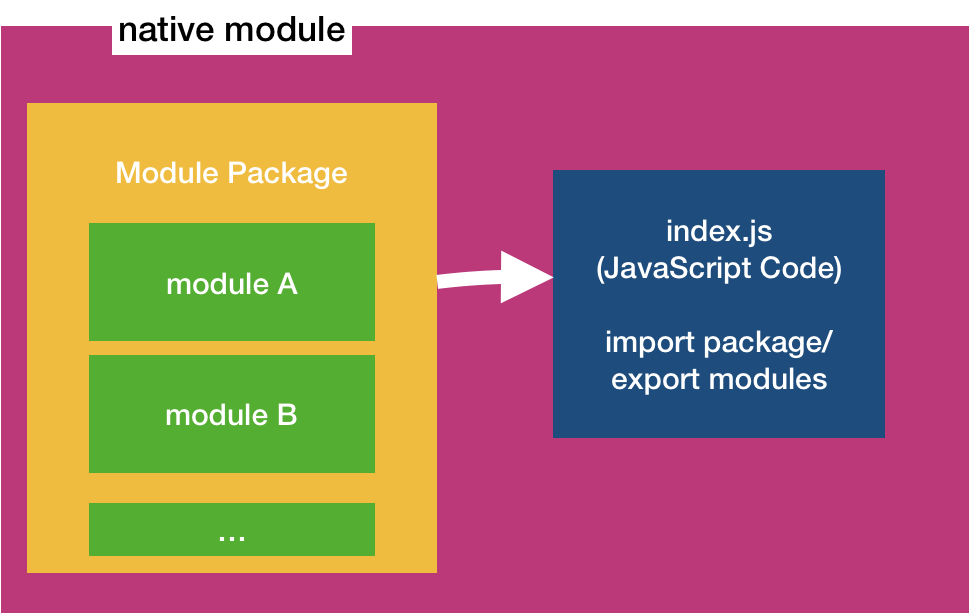 native module
Module Package
module A
module B
...
index.js
(JavaScript Code)
import package/
export modules